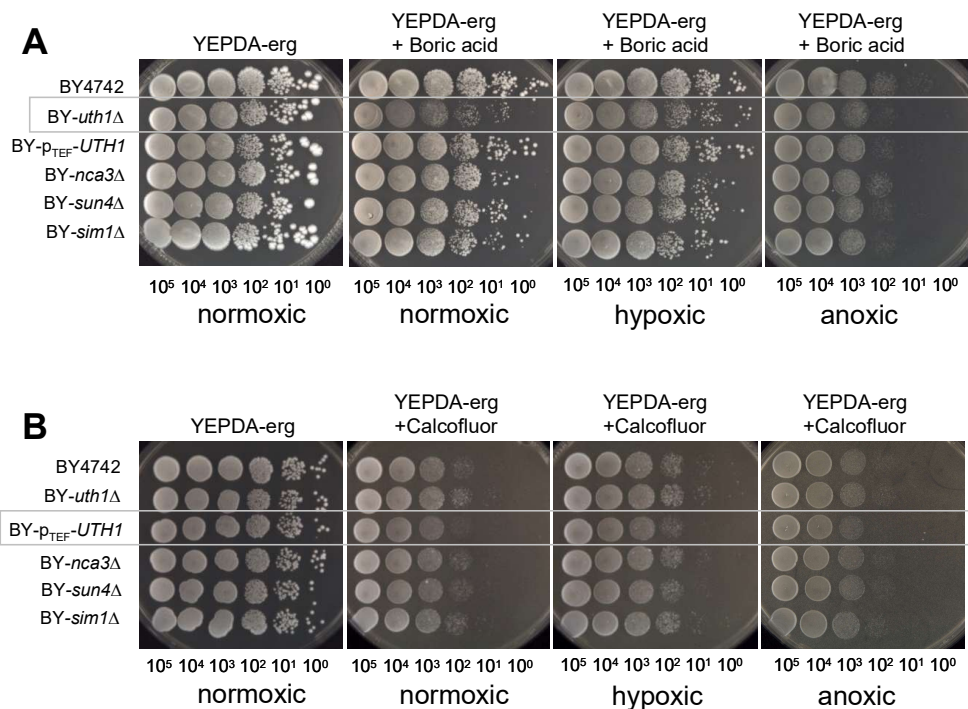 A
YEPDA-erg
YEPDA-erg
+ Boric acid
YEPDA-erg
+ Boric acid
YEPDA-erg
+ Boric acid
BY4742
BY-uth1Δ
BY-pTEF-UTH1
BY-nca3Δ
BY-sun4Δ
BY-sim1Δ
10⁵ 10⁴ 10³ 10² 10¹ 10⁰
10⁵ 10⁴ 10³ 10² 10¹ 10⁰
10⁵ 10⁴ 10³ 10² 10¹ 10⁰
10⁵ 10⁴ 10³ 10² 10¹ 10⁰
normoxic
normoxic
hypoxic
anoxic
B
YEPDA-erg
YEPDA-erg
+Calcofluor
YEPDA-erg
+Calcofluor
YEPDA-erg
+Calcofluor
BY4742
BY-uth1Δ
BY-pTEF-UTH1
BY-nca3Δ
BY-sun4Δ
BY-sim1Δ
10⁵ 10⁴ 10³ 10² 10¹ 10⁰
10⁵ 10⁴ 10³ 10² 10¹ 10⁰
10⁵ 10⁴ 10³ 10² 10¹ 10⁰
10⁵ 10⁴ 10³ 10² 10¹ 10⁰
normoxic
normoxic
hypoxic
anoxic